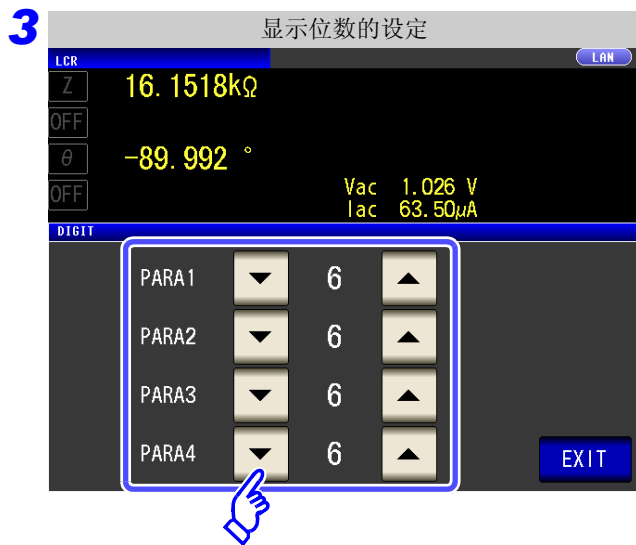 3
显示位数的设定
LCR LAN
Z 16.1518kΩ
OFF
θ -89.992 °
OFF Vac 1.026 V
Iac 63.50μA
DIGIT
PARA1 ▼ 6 ▲
PARA2 ▼ 6 ▲
PARA3 ▼ 6 ▲
PARA4 ▼ 6 ▲ EXIT